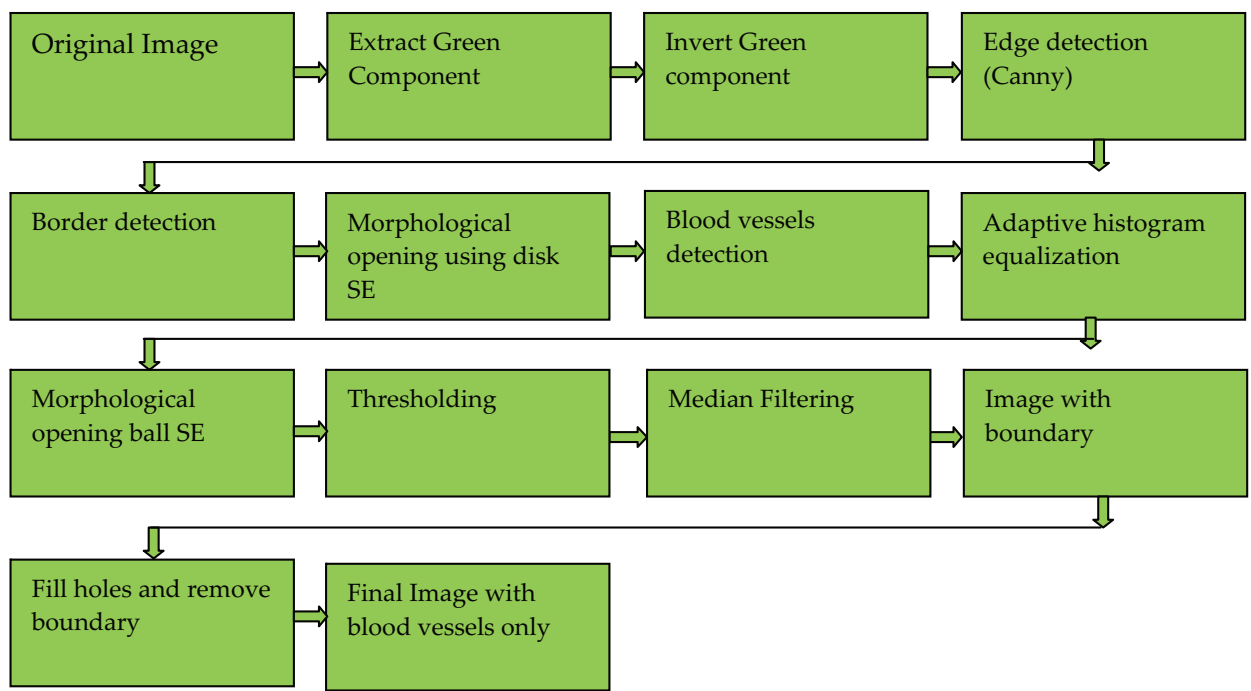 Original Image
Extract Green
Component
Invert Green
component
Edge detection
(Canny)
Border detection
Morphological
opening using disk
SE
Blood vessels
detection
Adaptive histogram
equalization
Morphological
opening ball SE
Thresholding
Median Filtering
Image with
boundary
Fill holes and remove
boundary
Final Image with
blood vessels only